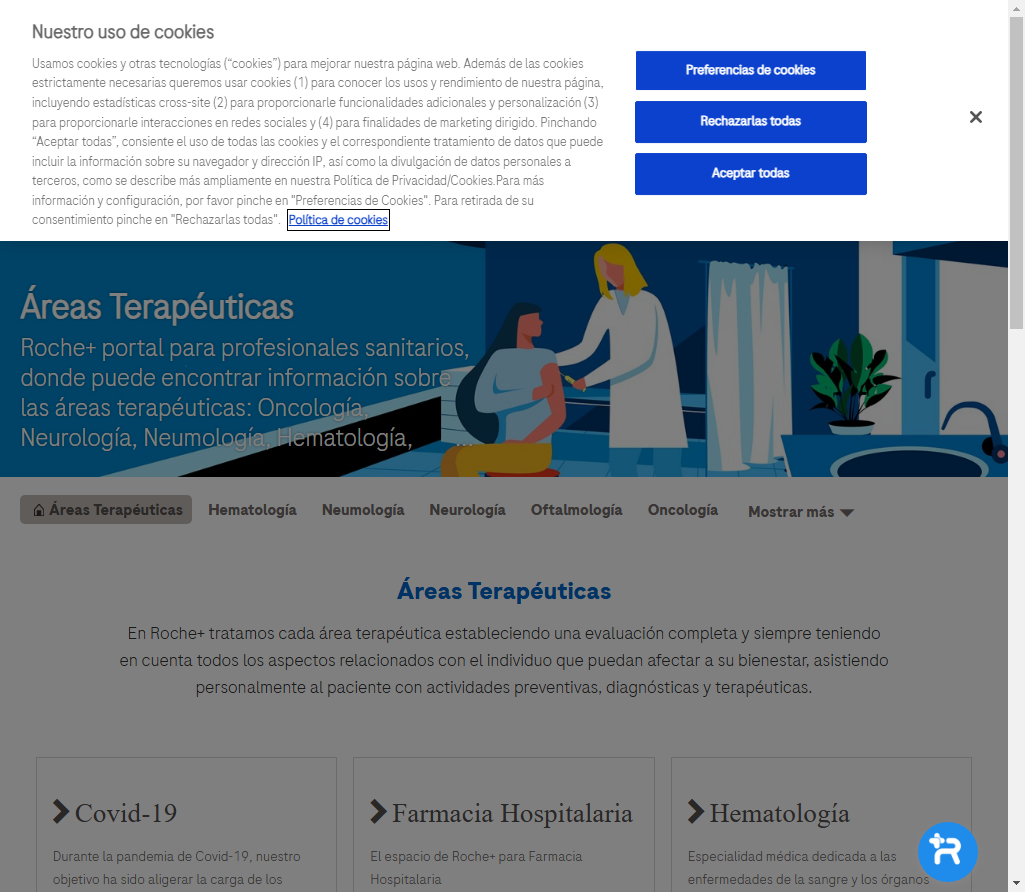 Nuestro uso de cookies
Usamos cookies y otras tecnologías (“cookies”) para mejorar nuestra página web. Además de las cookies
estrictamente necesarias queremos usar cookies (1) para conocer los usos y rendimiento de nuestra página,
incluyendo estadísticas cross-site (2) para proporcionarle funcionalidades adicionales y personalización (3)
para proporcionarle interacciones en redes sociales y (4) para finalidades de marketing dirigido. Pinchando
“Aceptar todas”, consiente el uso de todas las cookies y el correspondiente tratamiento de datos que puede
incluir la información sobre su navegador y dirección IP, así como la divulgación de datos personales a
terceros, como se describe más ampliamente en nuestra Política de Privacidad/Cookies.Para más
información y configuración, por favor pinche en "Preferencias de Cookies". Para retirada de su
consentimiento pinche en "Rechazarlas todas". Política de cookies
Preferencias de cookies
Rechazarlas todas
Aceptar todas
Áreas Terapéuticas
Roche+ portal para profesionales sanitarios,
donde puede encontrar información sobre
las áreas terapéuticas: Oncología,
Neurología, Neumología, Hematología, ...
Áreas Terapéuticas Hematología Neumología Neurología Oftalmología Oncología Mostrar más
Áreas Terapéuticas
En Roche+ tratamos cada área terapéutica estableciendo una evaluación completa y siempre teniendo
en cuenta todos los aspectos relacionados con el individuo que puedan afectar a su bienestar, asistiendo
personalmente al paciente con actividades preventivas, diagnósticas y terapéuticas.
Covid-19
Durante la pandemia de Covid-19, nuestro
objetivo ha sido aligerar la carga de los
Farmacia Hospitalaria
El espacio de Roche+ para Farmacia
Hospitalaria
Hematología
Especialidad médica dedicada a las
enfermedades de la sangre y los órganos